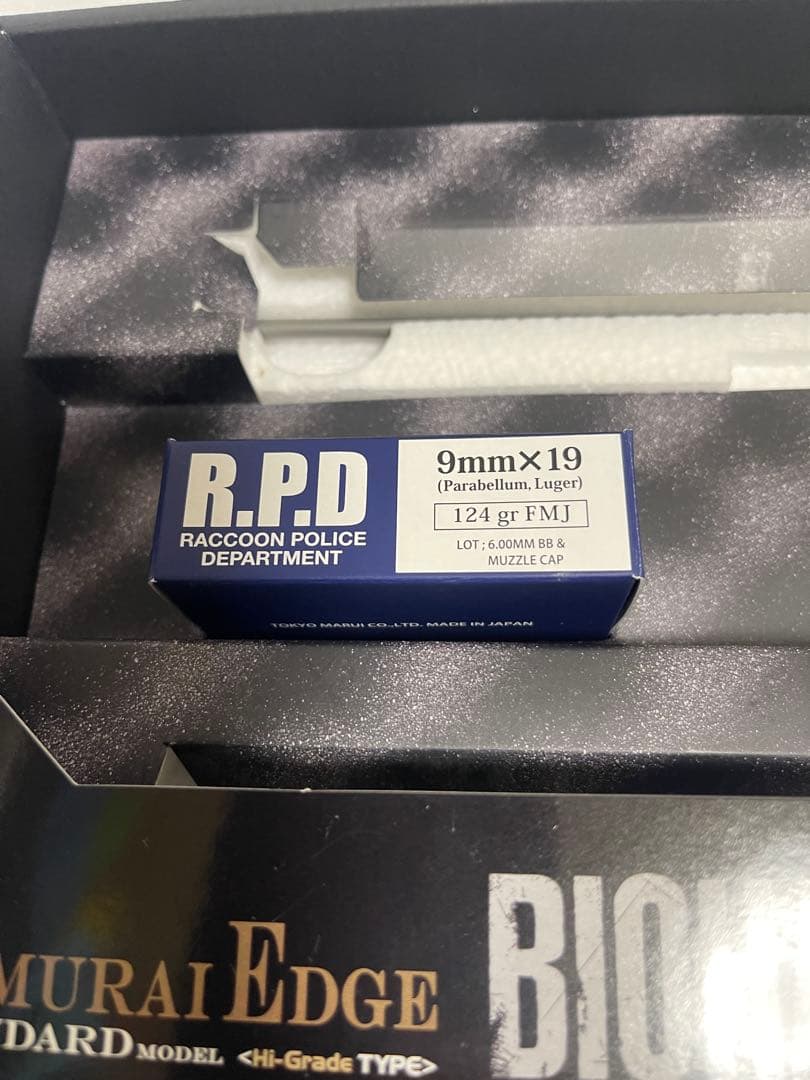 R.P.D
RACCOON POLICE
DEPARTMENT
9mm×19
(Parabellum, Luger)
124 gr FMJ
LOT ; 6.00MM BB &
MUZZLE CAP
TOKYO MARUI CO.,LTD. MADE IN JAPAN
MURAI EDGE
DARD MODEL <Hi-Grade TYPE>
BIO